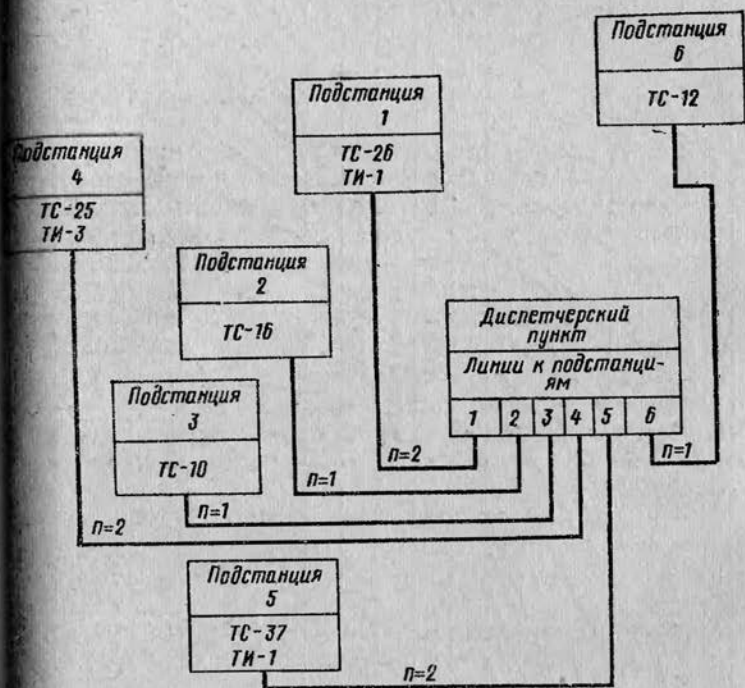 Подстанция
6
ТС-12
Подстанция
1
ТС-26
ТИ-1
Подстанция
4
ТС-25
ТИ-3
Подстанция
2
ТС-16
Диспетчерский
пункт
Линии к подстанци-
ям
1 2 3 4 5 6
Подстанция
3
ТС-10
n=2
n=1
n=1
n=1
n=2
Подстанция
5
ТС-37
ТИ-1
n=2